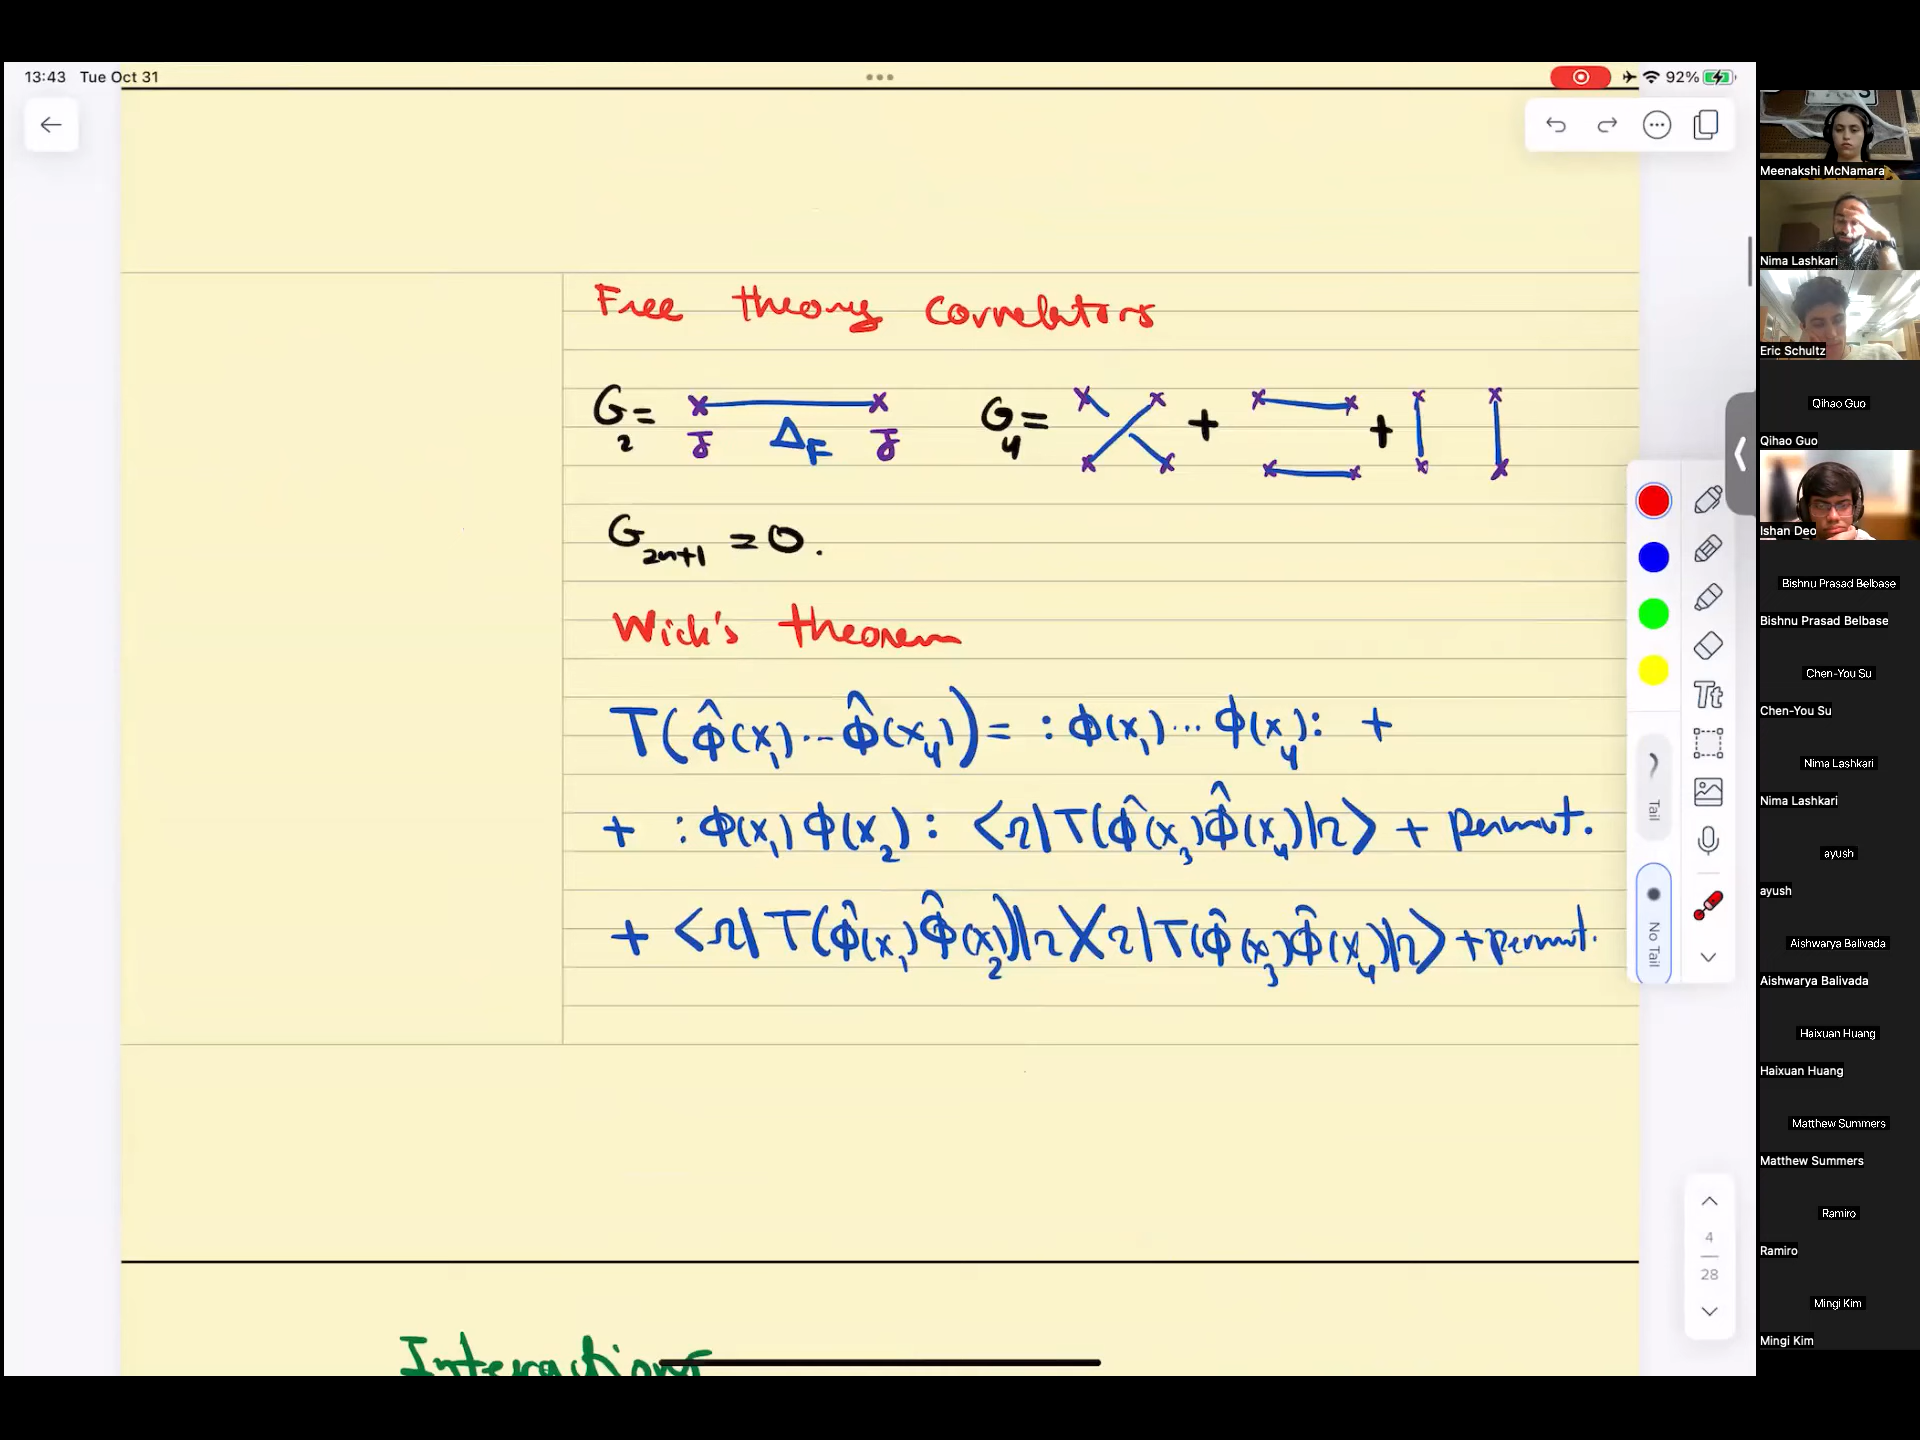 13:43 Tue Oct 31
92%
Free theory correlators
G₂ = J Δ_F J G₄ = + +
G₂ₙ₊₁ = 0.
Wick's theorem
T(φ̂(x₁)...φ̂(x₄)) = :φ(x₁)...φ(x₄): +
+ :φ(x₁)φ(x₂): <Ω|T(φ̂(x₃)φ̂(x₄)|Ω> + permut.
+ <Ω|T(φ̂(x₁)φ̂(x₂)|Ω><Ω|T(φ̂(x₃)φ̂(x₄)|Ω> + permut.
Interactions
Tt
Tail
No Tail
4
28
Meenakshi McNamara
Nima Lashkari
Eric Schultz
Qihao Guo
Qihao Guo
Ishan Deo
Bishnu Prasad Belbase
Bishnu Prasad Belbase
Chen-You Su
Chen-You Su
Nima Lashkari
Nima Lashkari
ayush
ayush
Aishwarya Balivada
Aishwarya Balivada
Haixuan Huang
Haixuan Huang
Matthew Summers
Matthew Summers
Ramiro
Ramiro
Mingi Kim
Mingi Kim